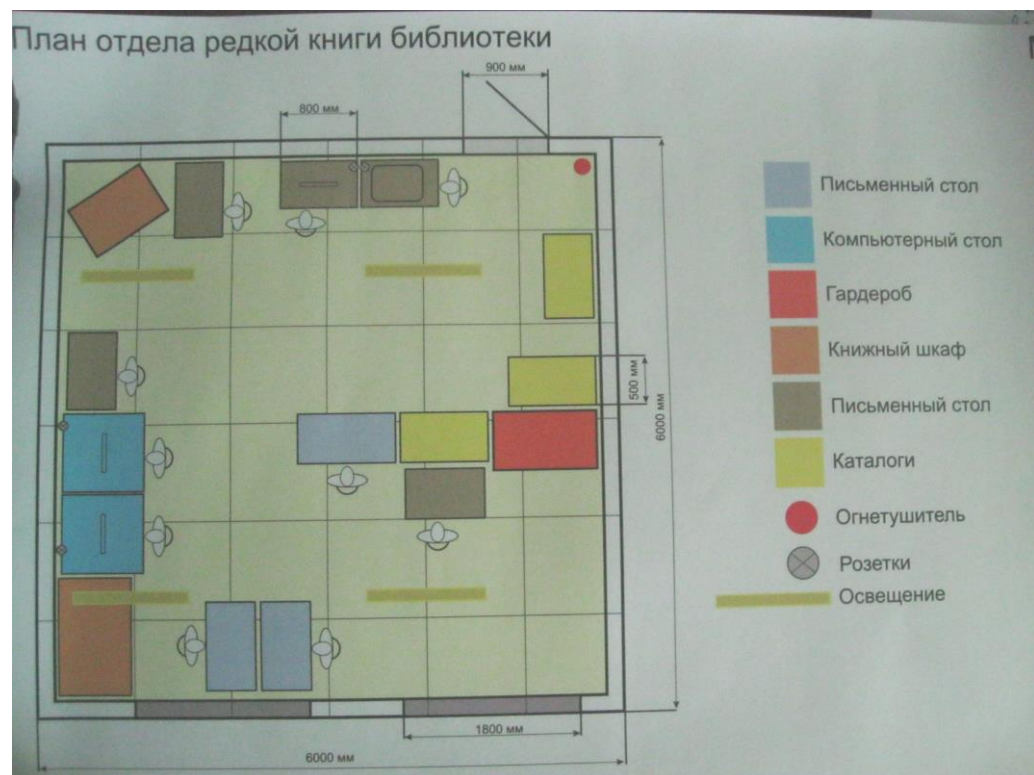 План отдела редкой книги библиотеки
900 мм
800 мм
Письменный стол
Компьютерный стол
Гардероб
Книжный шкаф
500 мм
6000 мм
Письменный стол
Каталоги
Огнетушитель
Розетки
Освещение
1800 мм
6000 мм